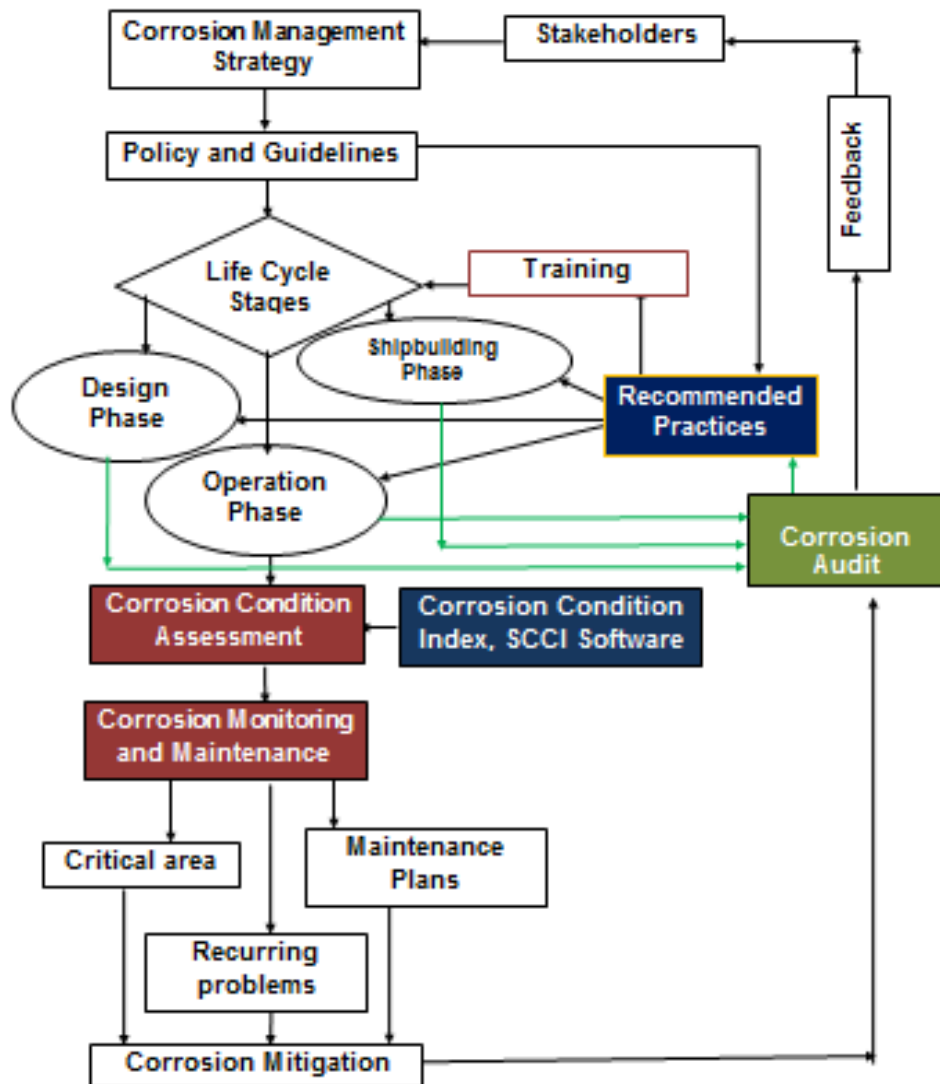 Corrosion Management
Strategy
Stakeholders
Policy and Guidelines
Feedback
Life Cycle
Stages
Training
Shipbuilding
Phase
Design
Phase
Recommended
Practices
Operation
Phase
Corrosion
Audit
Corrosion Condition
Assessment
Corrosion Condition
Index, SCCI Software
Corrosion Monitoring
and Maintenance
Critical area
Maintenance
Plans
Recurring
problems
Corrosion Mitigation